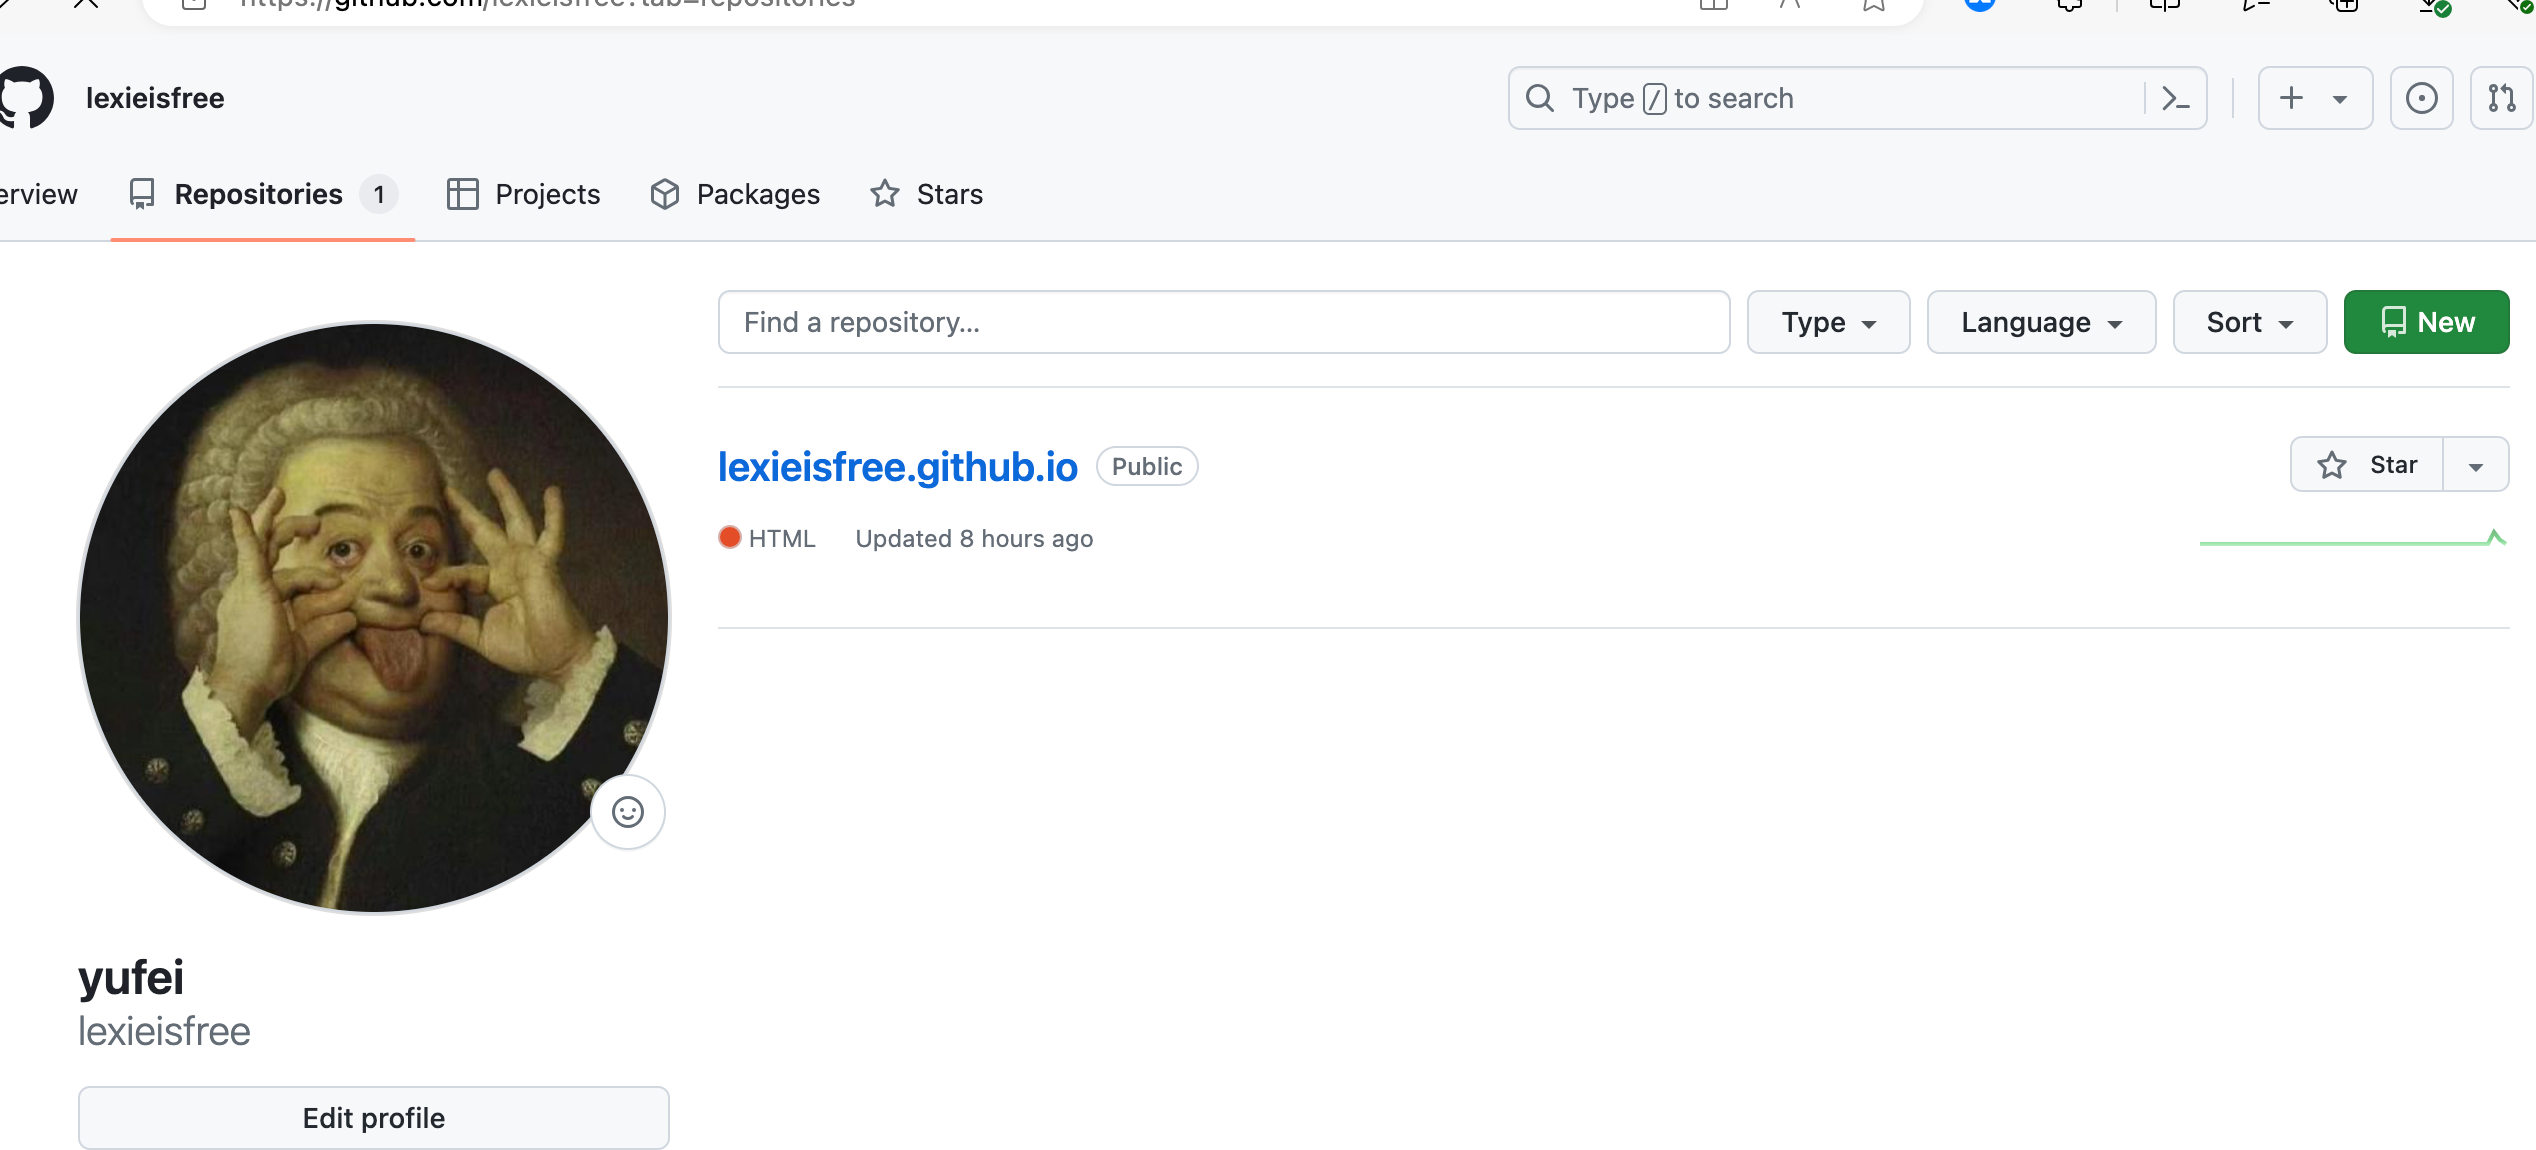 https://github.com/lexieisfree?tab=repositories
lexieisfree
Type / to search
erview
Repositories 1
Projects
Packages
Stars
Find a repository...
Type
Language
Sort
New
lexieisfree.github.io
Public
Star
HTML
Updated 8 hours ago
yufei
lexieisfree
Edit profile